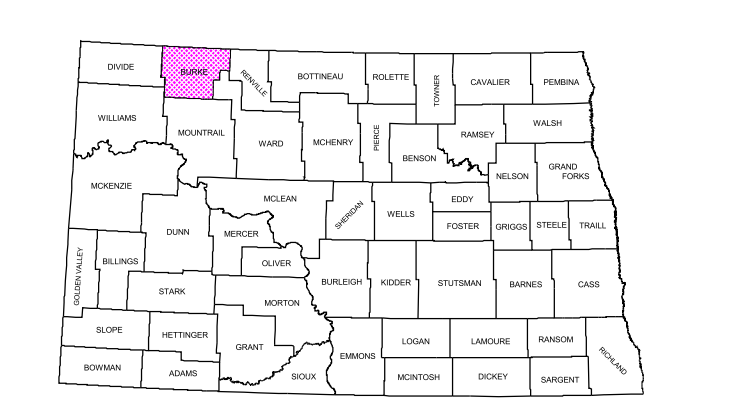 DIVIDE
BURKE
RENVILLE
BOTTINEAU
ROLETTE
TOWNER
CAVALIER
PEMBINA
WILLIAMS
MOUNTRAIL
WARD
MCHENRY
PIERCE
BENSON
RAMSEY
WALSH
NELSON
GRAND
FORKS
MCKENZIE
MCLEAN
SHERIDAN
WELLS
EDDY
FOSTER
GRIGGS
STEELE
TRAILL
DUNN
MERCER
OLIVER
GOLDEN VALLEY
BILLINGS
STARK
MORTON
BURLEIGH
KIDDER
STUTSMAN
BARNES
CASS
SLOPE
HETTINGER
GRANT
EMMONS
LOGAN
LAMOURE
RANSOM
RICHLAND
BOWMAN
ADAMS
SIOUX
MCINTOSH
DICKEY
SARGENT